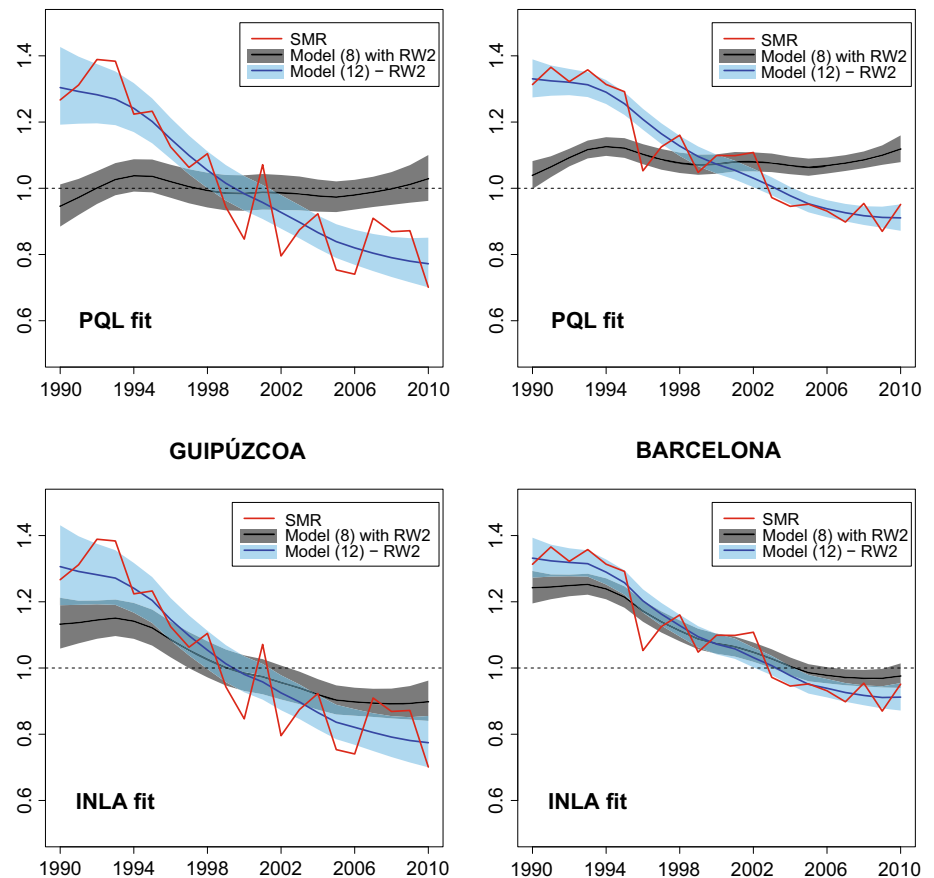 SMR
Model (8) with RW2
Model (12) − RW2
1.4
1.2
1.0
0.8
0.6
PQL fit
1990 1994 1998 2002 2006 2010
SMR
Model (8) with RW2
Model (12) − RW2
1.4
1.2
1.0
0.8
0.6
PQL fit
1990 1994 1998 2002 2006 2010
GUIPÚZCOA
BARCELONA
SMR
Model (8) with RW2
Model (12) − RW2
1.4
1.2
1.0
0.8
0.6
INLA fit
1990 1994 1998 2002 2006 2010
SMR
Model (8) with RW2
Model (12) − RW2
1.4
1.2
1.0
0.8
0.6
INLA fit
1990 1994 1998 2002 2006 2010